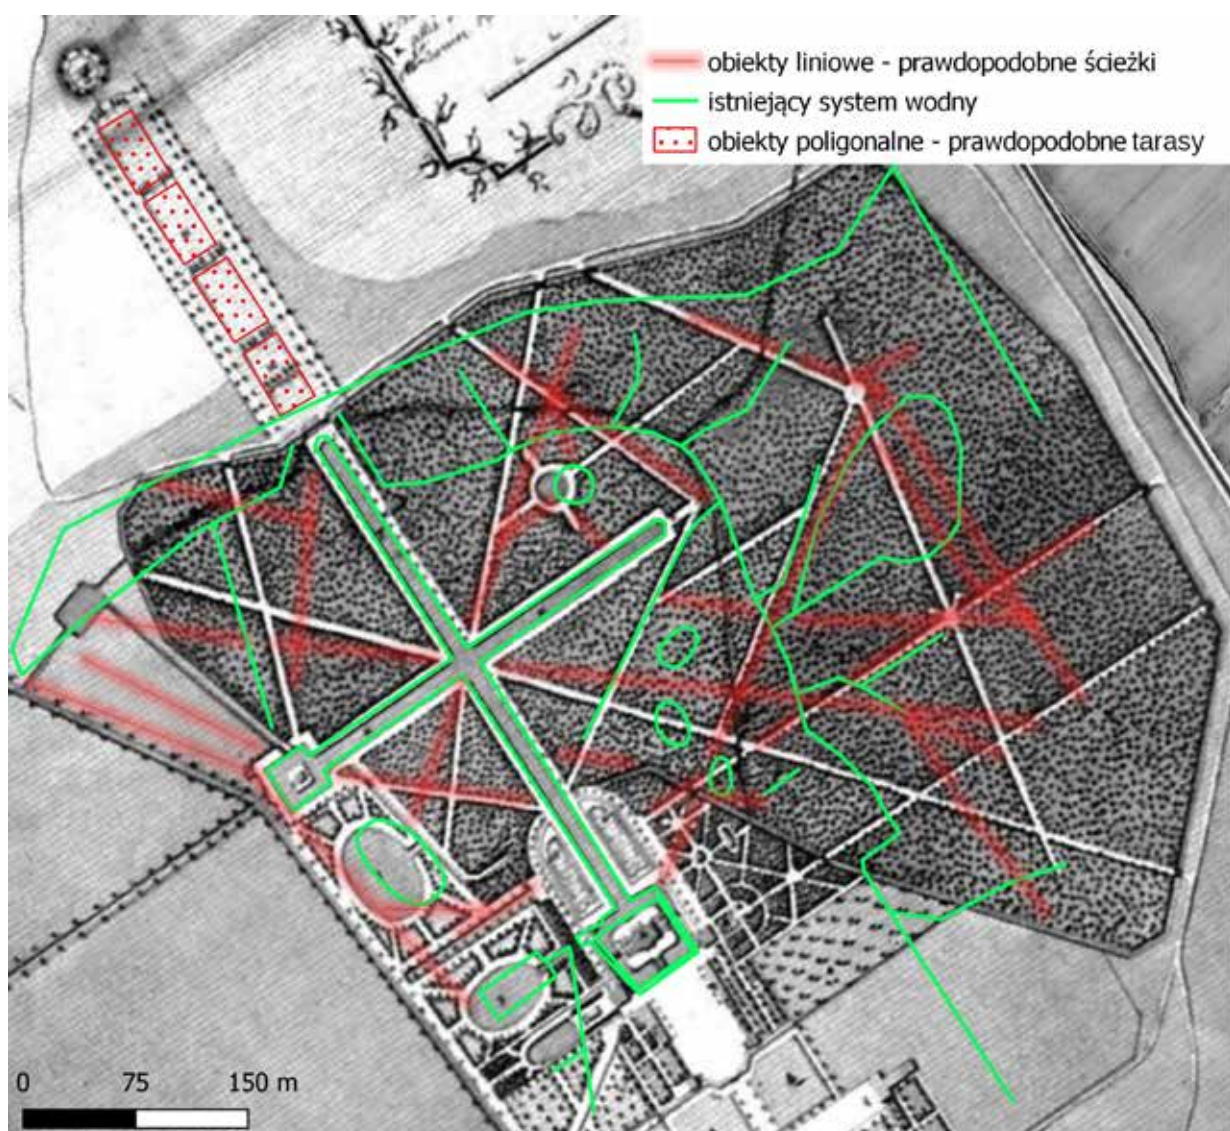 obiekty liniowe - prawdopodobne ścieżki
istniejący system wodny
obiekty poligonalne - prawdopodobne tarasy
0 75 150 m